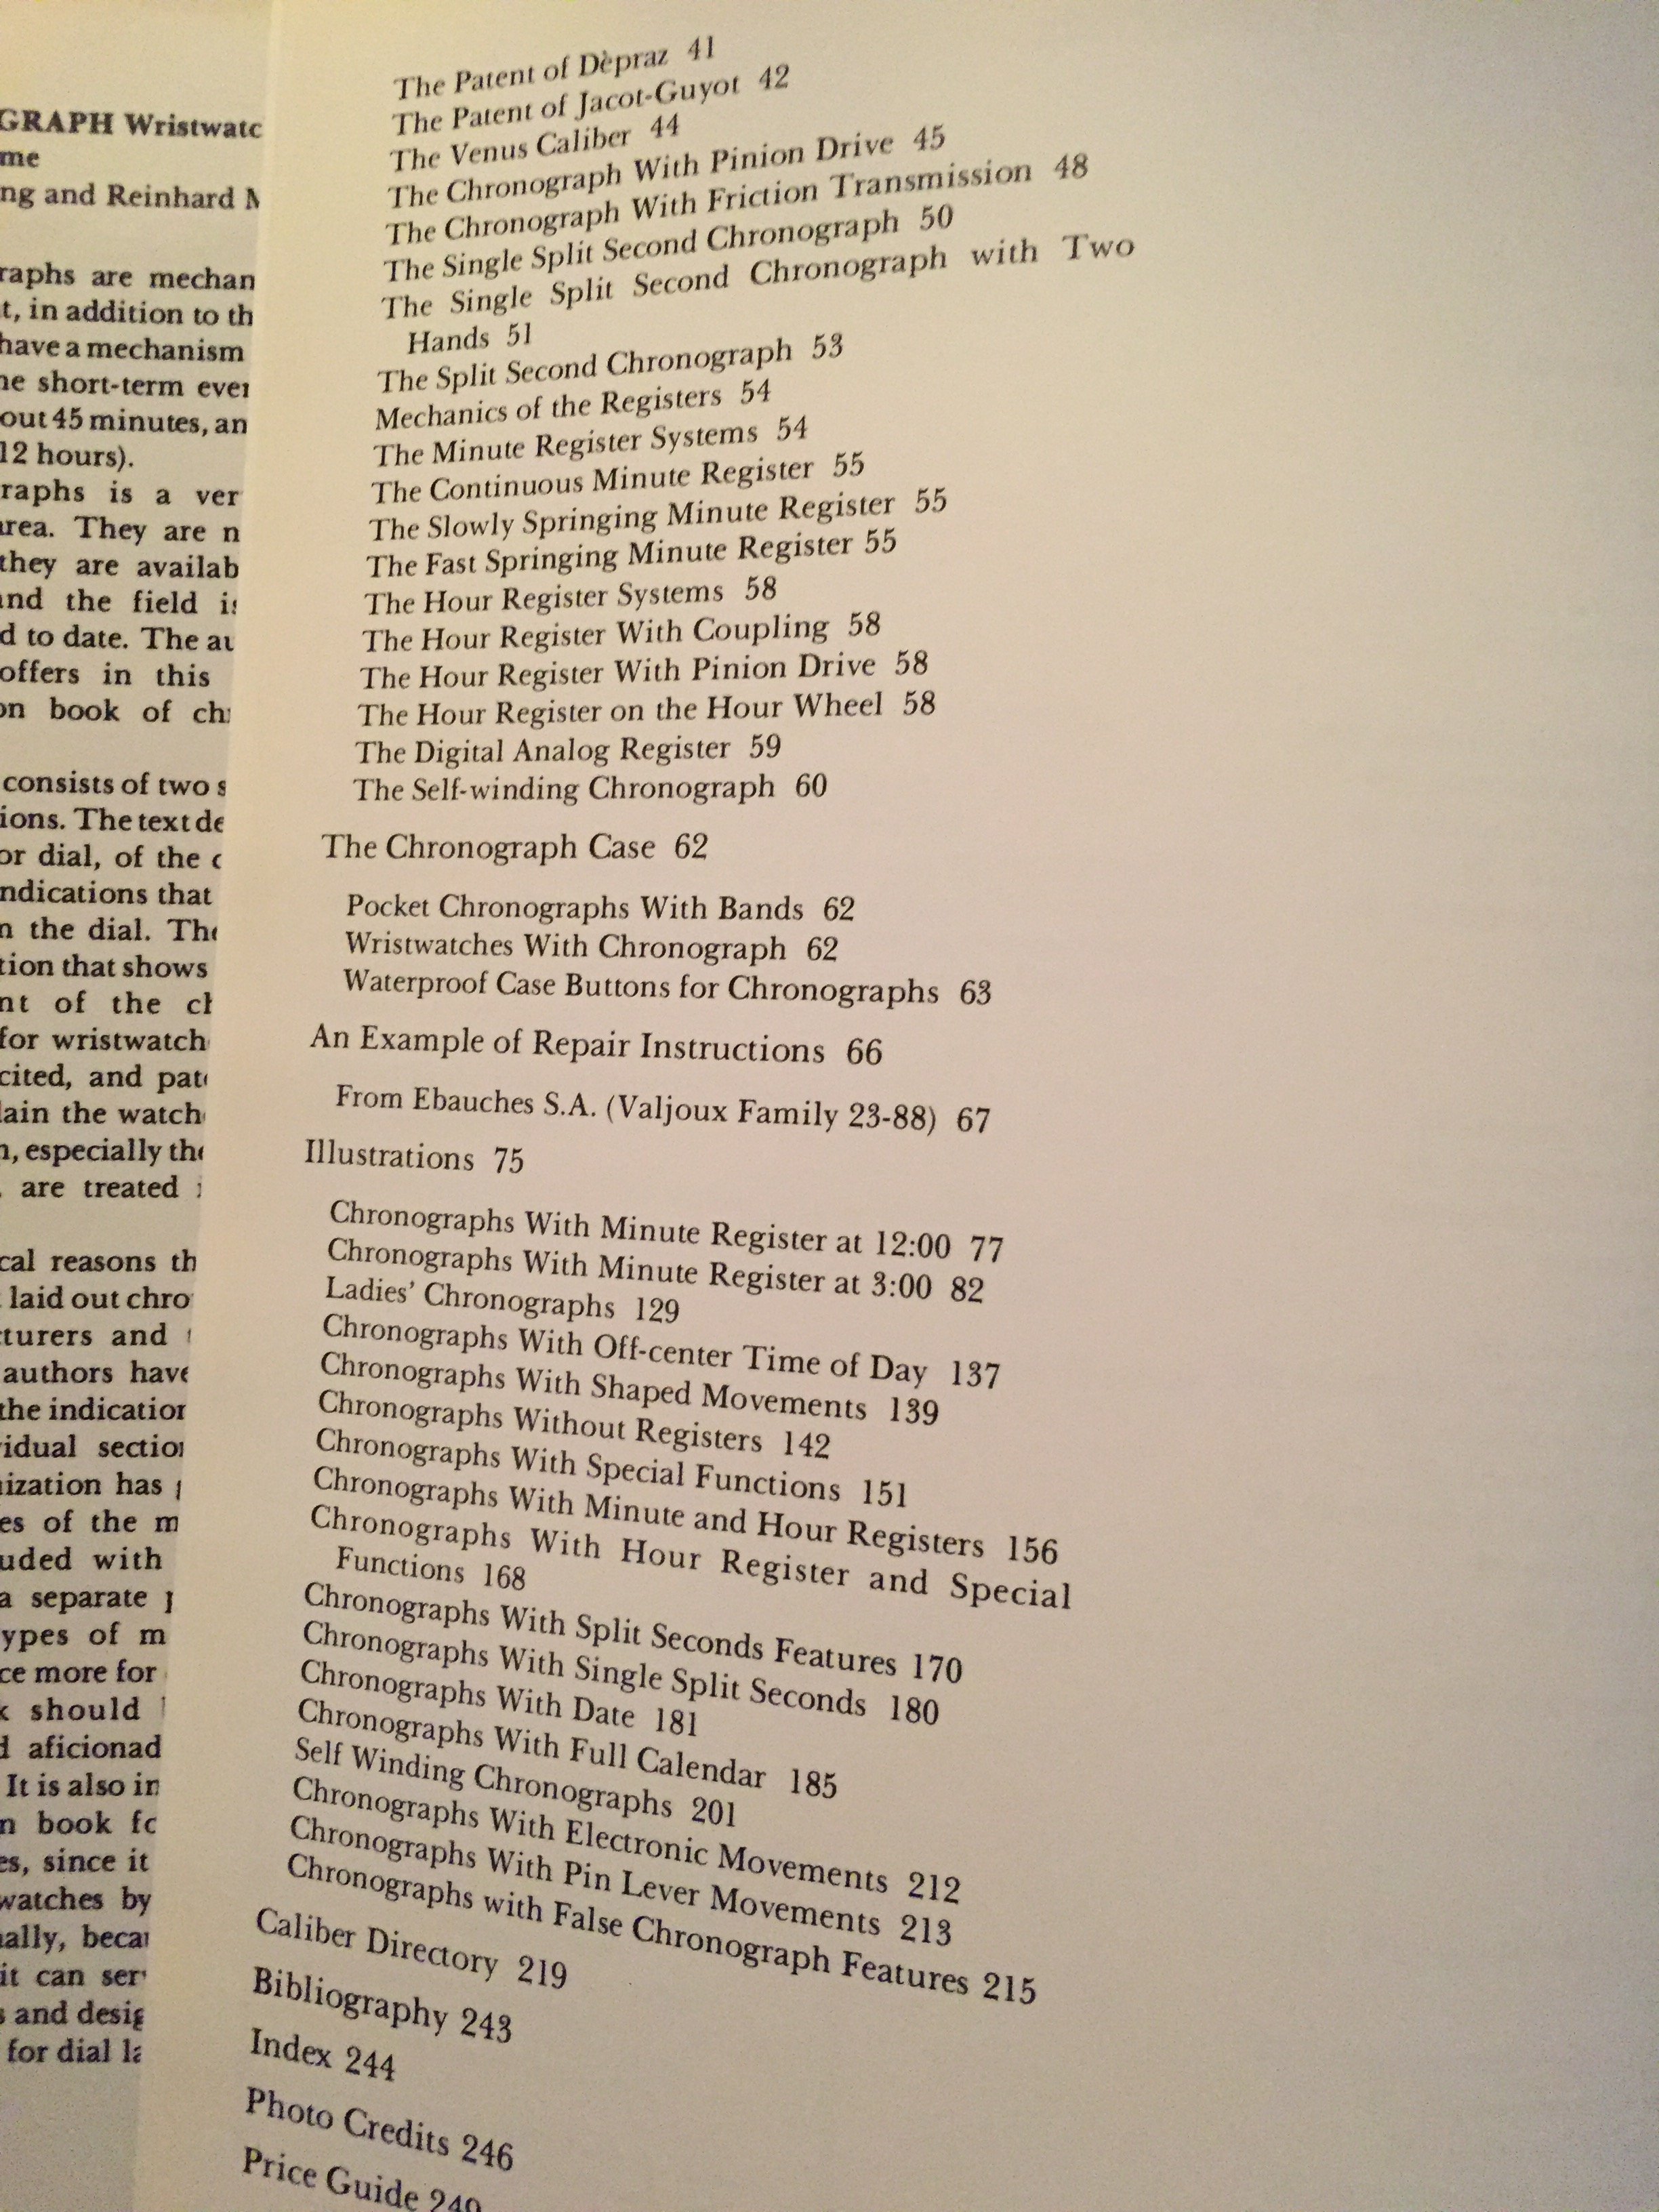 GRAPH Wristwatc
me
ng and Reinhard M
raphs are mechan
t, in addition to th
have a mechanism
ne short-term ever
out 45 minutes, an
12 hours).
raphs is a ver
area. They are n
they are availab
and the field is
d to date. The au
offers in this
on book of ch
consists of two s
ions. The text de
or dial, of the c
ndications that
n the dial. The
tion that shows
nt of the ch
for wristwatch
cited, and pat
lain the watch
n, especially the
are treated
cal reasons th
laid out chro
turers and
authors have
the indication
vidual section
nization has
es of the m
uded with
a separate
ypes of m
ce more for
k should
d aficionad
It is also in
n book fo
es, since it
watches by
nally, becau
it can ser
s and desig
for dial la
The Patent of Dèpraz 41
The Patent of Jacot-Guyot 42
The Venus Caliber 44
The Chronograph With Pinion Drive 45
The Chronograph With Friction Transmission 48
The Single Split Second Chronograph 50
The Single Split Second Chronograph with Two
Hands 51
The Split Second Chronograph 53
Mechanics of the Registers 54
The Minute Register Systems 54
The Continuous Minute Register 55
The Slowly Springing Minute Register 55
The Fast Springing Minute Register 55
The Hour Register Systems 58
The Hour Register With Coupling 58
The Hour Register With Pinion Drive 58
The Hour Register on the Hour Wheel 58
The Digital Analog Register 59
The Self-winding Chronograph 60
The Chronograph Case 62
Pocket Chronographs With Bands 62
Wristwatches With Chronograph 62
Waterproof Case Buttons for Chronographs 63
An Example of Repair Instructions 66
From Ebauches S.A. (Valjoux Family 23-88) 67
Illustrations 75
Chronographs With Minute Register at 12:00 77
Chronographs With Minute Register at 3:00 82
Ladies' Chronographs 129
Chronographs With Off-center Time of Day 137
Chronographs With Shaped Movements 139
Chronographs Without Registers 142
Chronographs With Special Functions 151
Chronographs With Minute and Hour Registers 156
Chronographs With Hour Register and Special
Functions 168
Chronographs With Split Seconds Features 170
Chronographs With Single Split Seconds 180
Chronographs With Date 181
Chronographs With Full Calendar 185
Self Winding Chronographs 201
Chronographs With Electronic Movements 212
Chronographs With Pin Lever Movements 213
Chronographs with False Chronograph Features 215
Caliber Directory 219
Bibliography 243
Index 244
Photo Credits 246
Price Guide 249